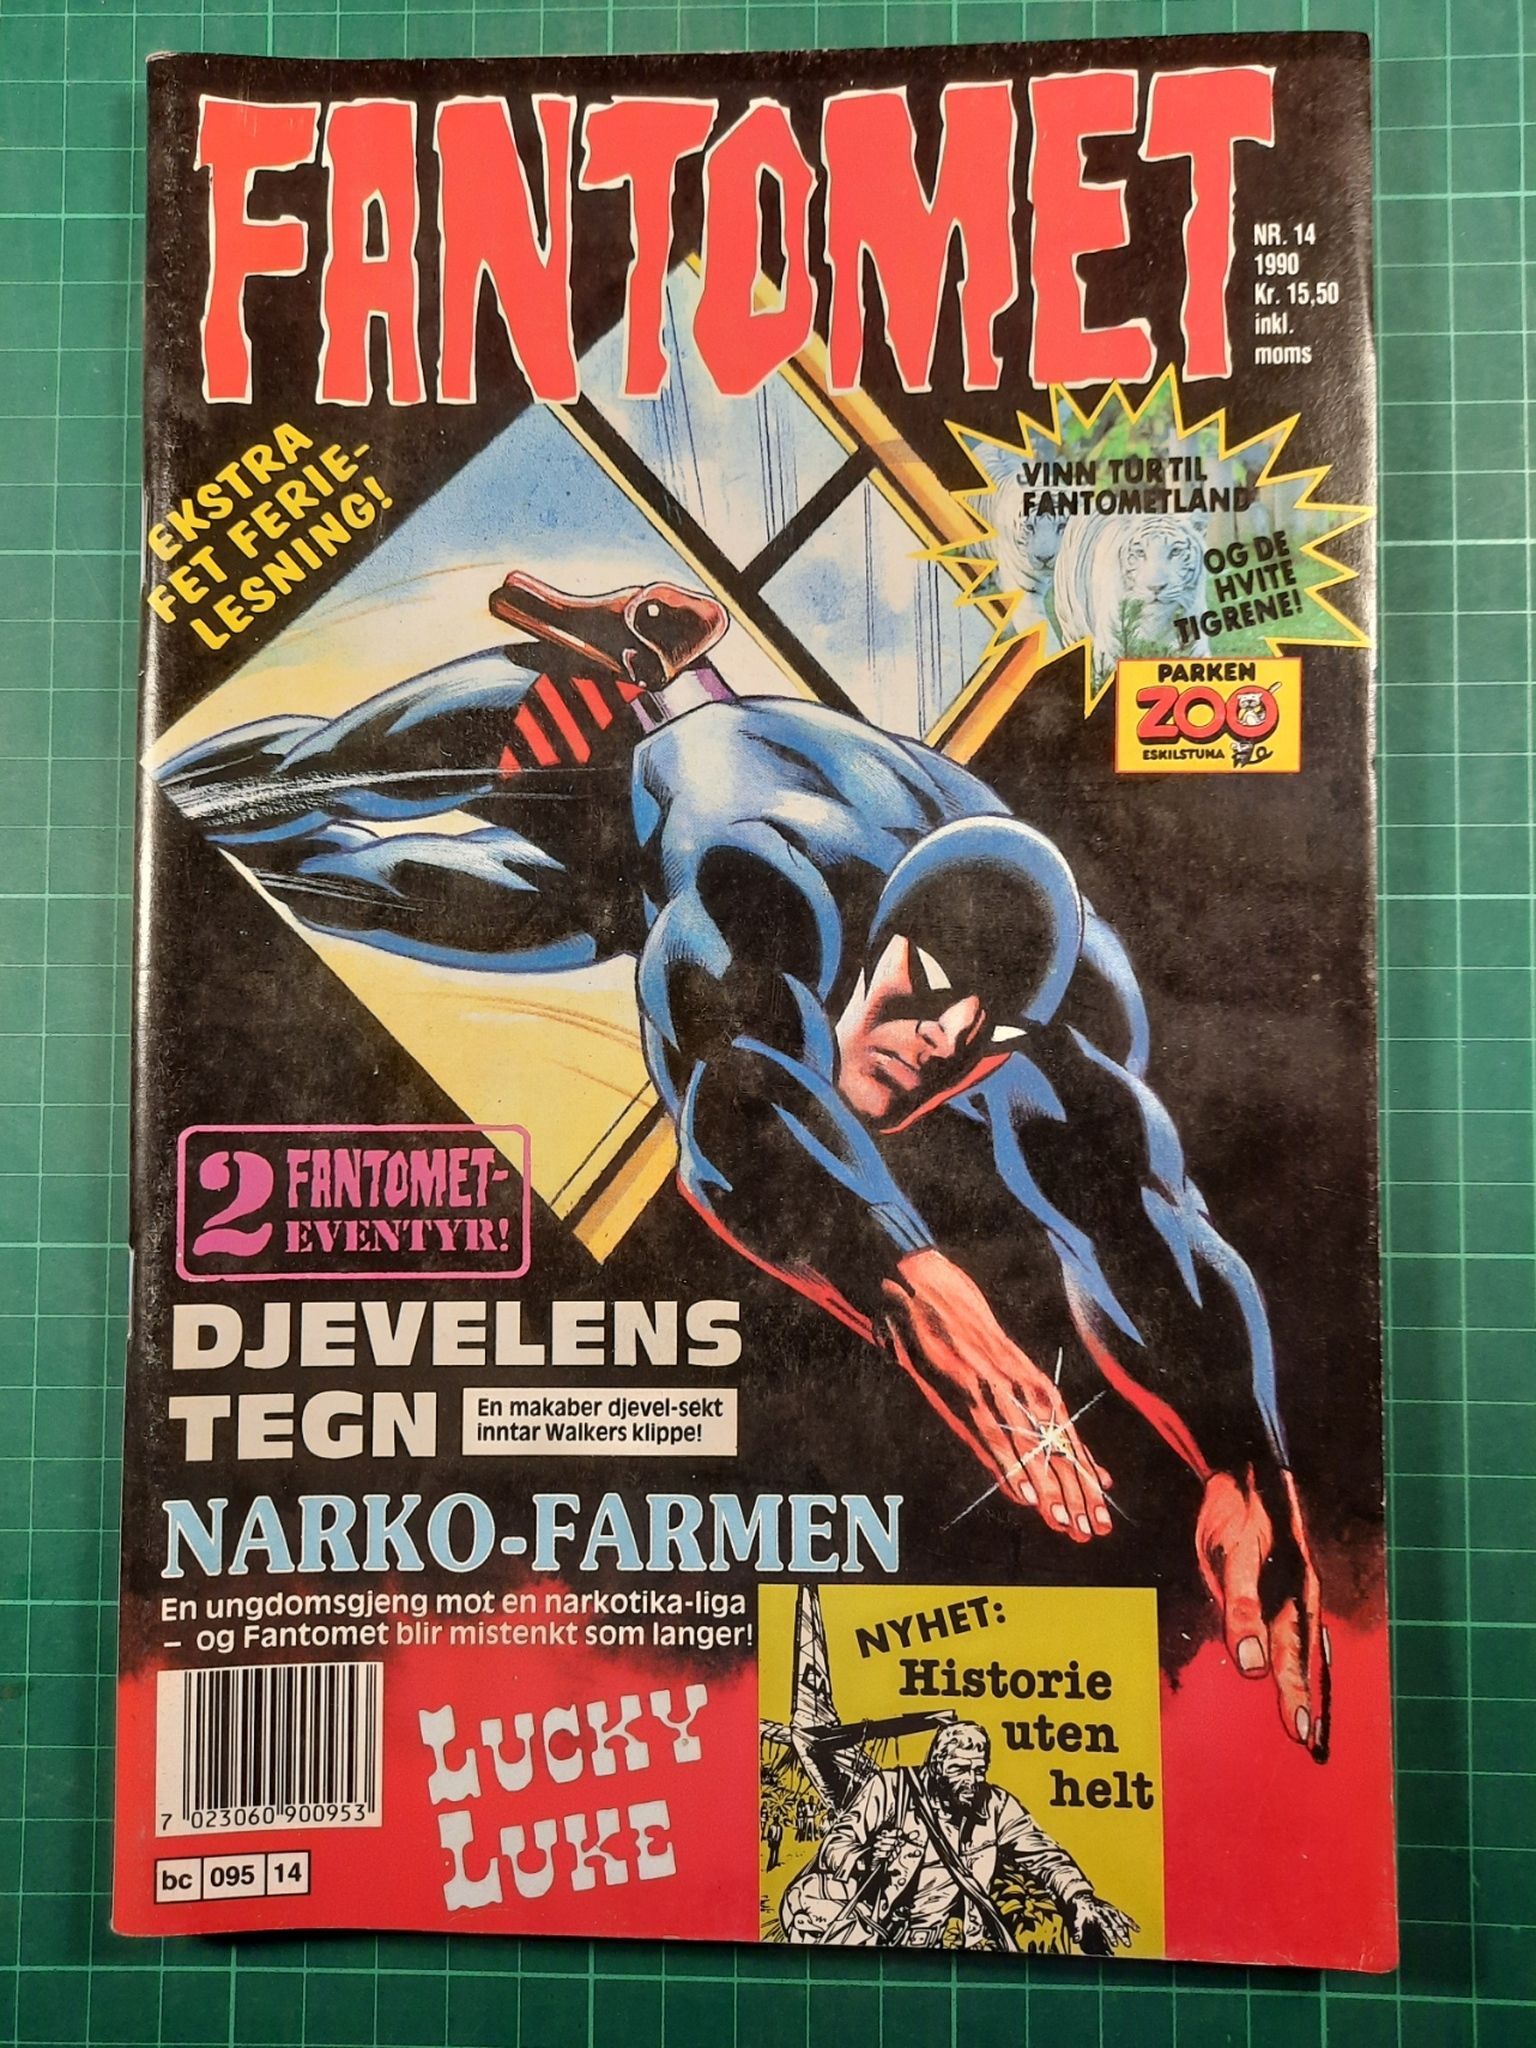 FANTOMET
NR. 14
1990
Kr. 15,50
inkl.
moms
EKSTRA
FET FERIE-
LESNING!
VINN TUR TIL
FANTOMETLAND
OG DE
HVITE
TIGRENE!
PARKEN
ZOO
ESKILSTUNA
2 FANTOMET-
EVENTYR!
DJEVELENS
TEGN
En makaber djevel-sekt
inntar Walkers klippe!
NARKO-FARMEN
En ungdomsgjeng mot en narkotika-liga
– og Fantomet blir mistenkt som langer!
NYHET:
Historie
uten
helt
LUCKY
LUKE
7 023060 900953
bc 095 14